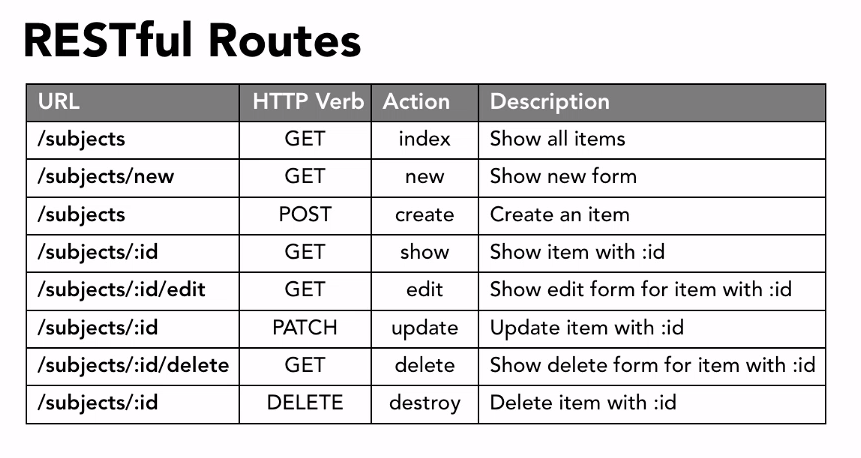 RESTful Routes
URL HTTP Verb Action Description
/subjects GET index Show all items
/subjects/new GET new Show new form
/subjects POST create Create an item
/subjects/:id GET show Show item with :id
/subjects/:id/edit GET edit Show edit form for item with :id
/subjects/:id PATCH update Update item with :id
/subjects/:id/delete GET delete Show delete form for item with :id
/subjects/:id DELETE destroy Delete item with :id